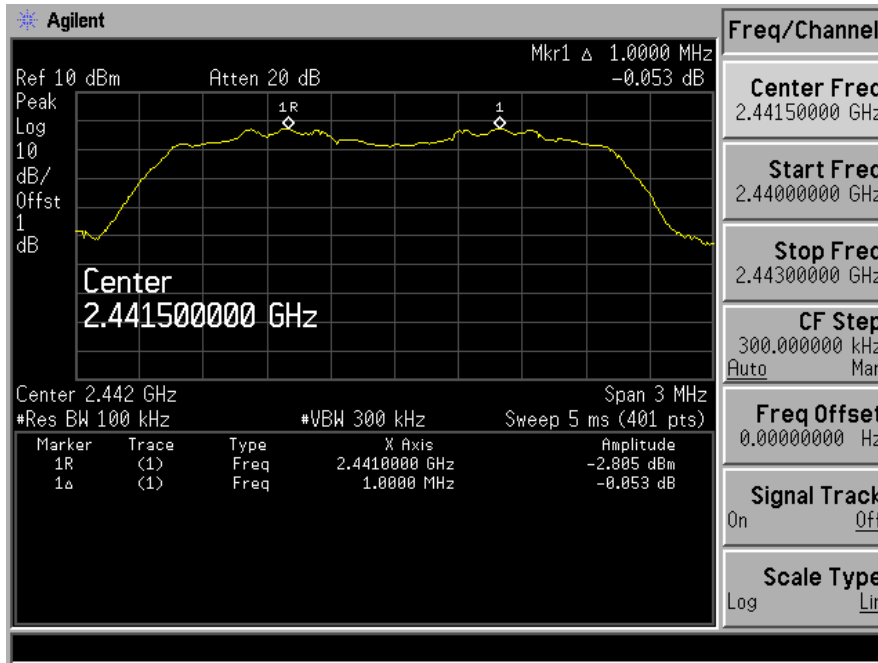 Agilent
Mkr1 Δ 1.0000 MHz
Ref 10 dBm Atten 20 dB -0.053 dB
Peak
Log
10
dB/
Offst
1
dB
1R
1
Center
2.441500000 GHz
Center 2.442 GHz Span 3 MHz
#Res BW 100 kHz #VBW 300 kHz Sweep 5 ms (401 pts)
Marker Trace Type X Axis Amplitude
1R (1) Freq 2.4410000 GHz -2.805 dBm
1Δ (1) Freq 1.0000 MHz -0.053 dB
Freq/Channel
Center Freq
2.44150000 GHz
Start Freq
2.44000000 GHz
Stop Freq
2.44300000 GHz
CF Step
300.000000 kHz
Auto Man
Freq Offset
0.00000000 Hz
Signal Track
On Off
Scale Type
Log Lin